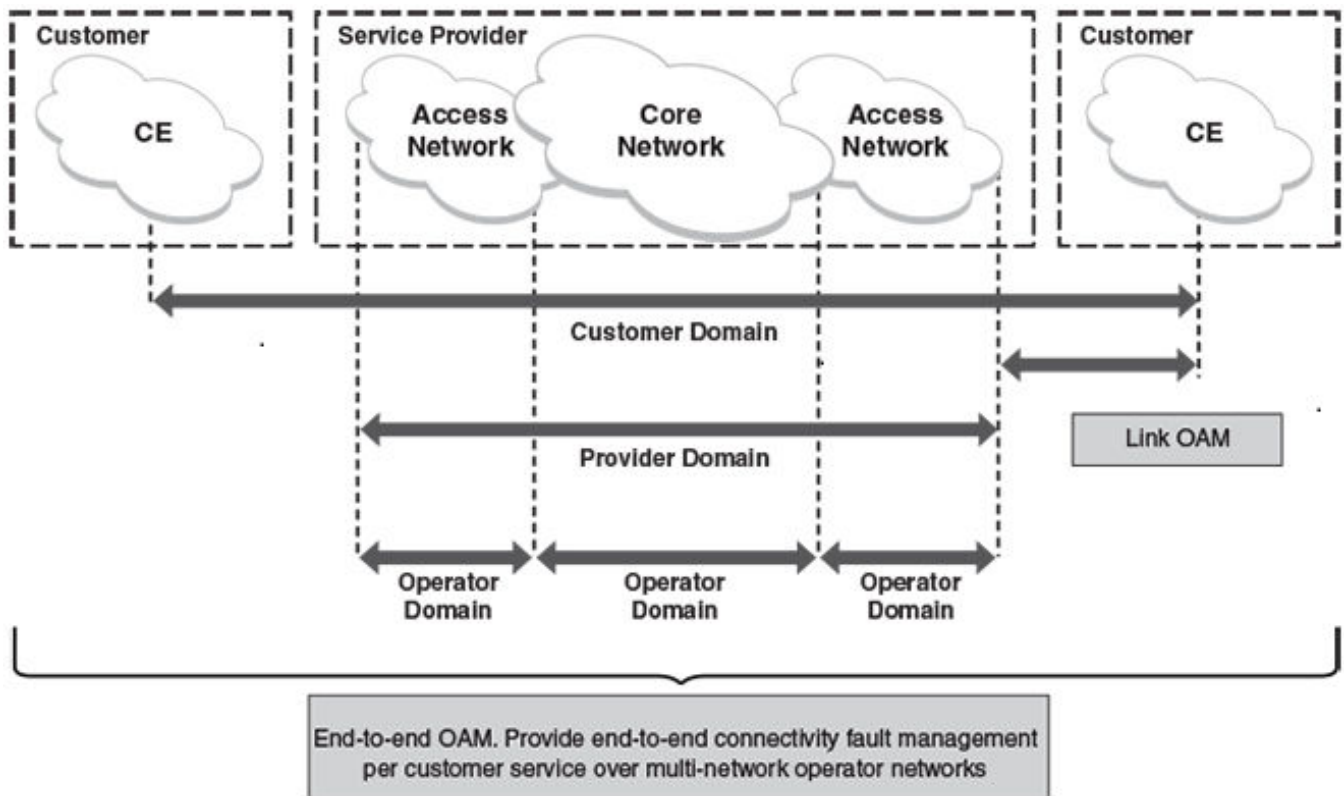 Customer
Service Provider
Customer
CE
Access
Network
Core
Network
Access
Network
CE
Customer Domain
Link OAM
Provider Domain
Operator
Domain
Operator
Domain
Operator
Domain
End-to-end OAM. Provide end-to-end connectivity fault management
per customer service over multi-network operator networks